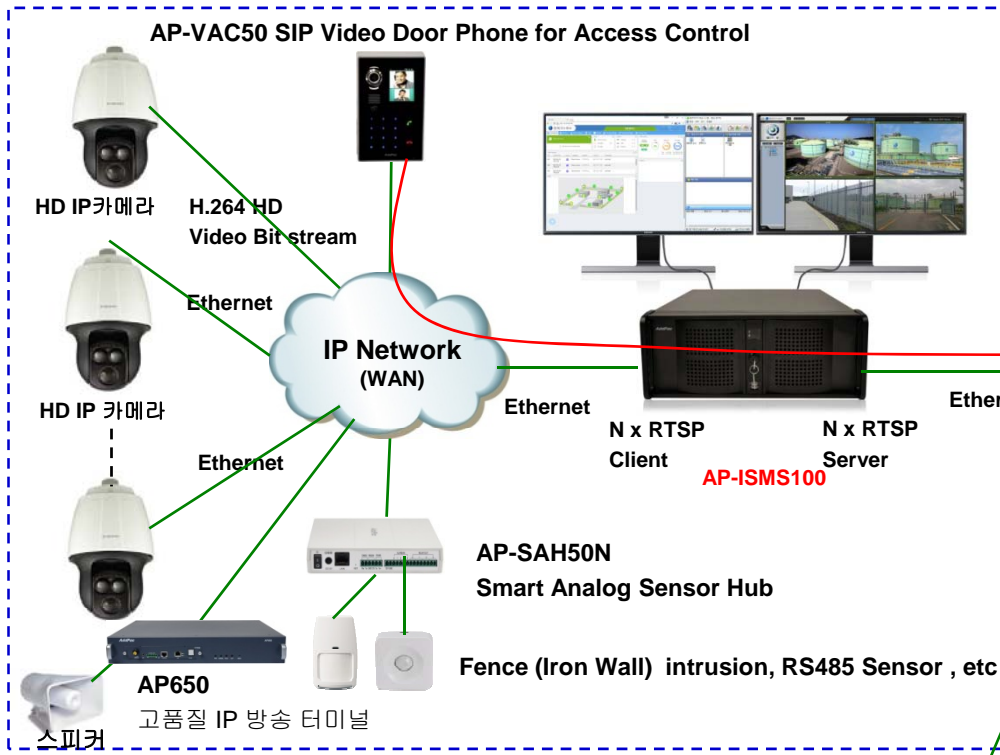 AP-VAC50 SIP Video Door Phone for Access Control
HD IP카메라
H.264 HD
Video Bit stream
Ethernet
IP Network
(WAN)
HD IP 카메라
Ethernet
Ether
N x RTSP
Client
N x RTSP
Server
AP-ISMS100
Ethernet
AP-SAH50N
Smart Analog Sensor Hub
Fence (Iron Wall) intrusion, RS485 Sensor , etc
AP650
고품질 IP 방송 터미널
스피커